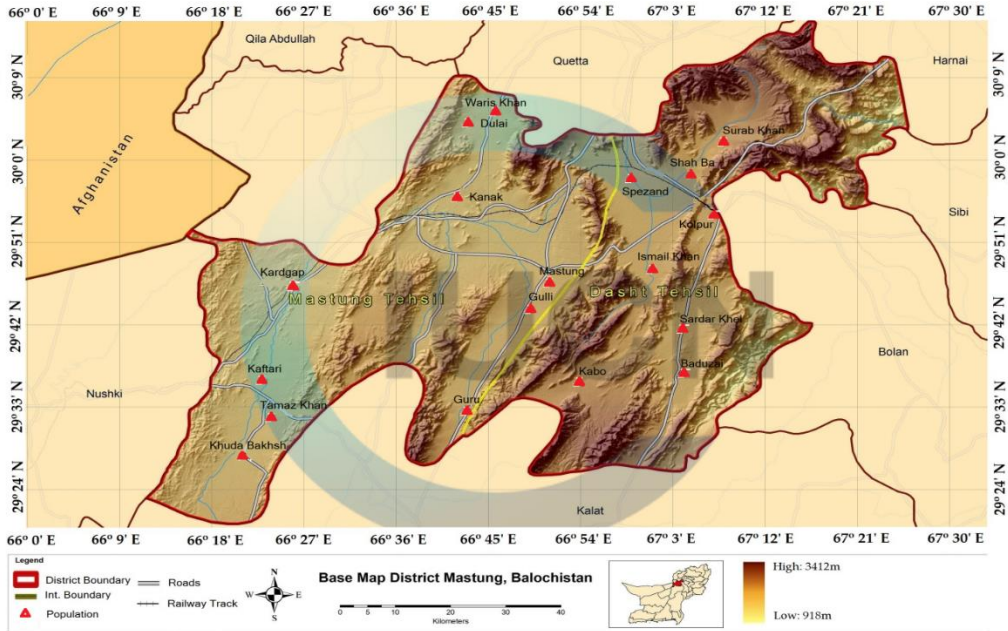 66° 0' E 66° 9' E 66° 18' E 66° 27' E 66° 36' E 66° 45' E 66° 54' E 67° 3' E 67° 12' E 67° 21' E 67° 30' E
Qila Abdullah
Quetta
Harnai
30° 9' N
30° 9' N
Waris Khan
Dulai
Surab Khan
30° 0' N
30° 0' N
Shah Ba
Spezand
Afghanistan
Kanak
Sibi
Kolpur
29° 51' N
29° 51' N
Ismail Khan
Kardgap
Mastung
Mastung Tehsil
Dasht Tehsil
Gulli
29° 42' N
29° 42' N
Sardar Khel
Bolan
Kaftari
Kabo
Baduzai
Nushki
Guru
29° 33' N
29° 33' N
Tamaz Khan
Khuda Bakhsh
29° 24' N
29° 24' N
Kalat
66° 0' E 66° 9' E 66° 18' E 66° 27' E 66° 36' E 66° 45' E 66° 54' E 67° 3' E 67° 12' E 67° 21' E 67° 30' E
Legend
District Boundary
Int. Boundary
Population
Roads
Railway Track
N
W E
S
Base Map District Mastung, Balochistan
0 5 10 20 30 40
Kilometers
High: 3412m
Low: 918m